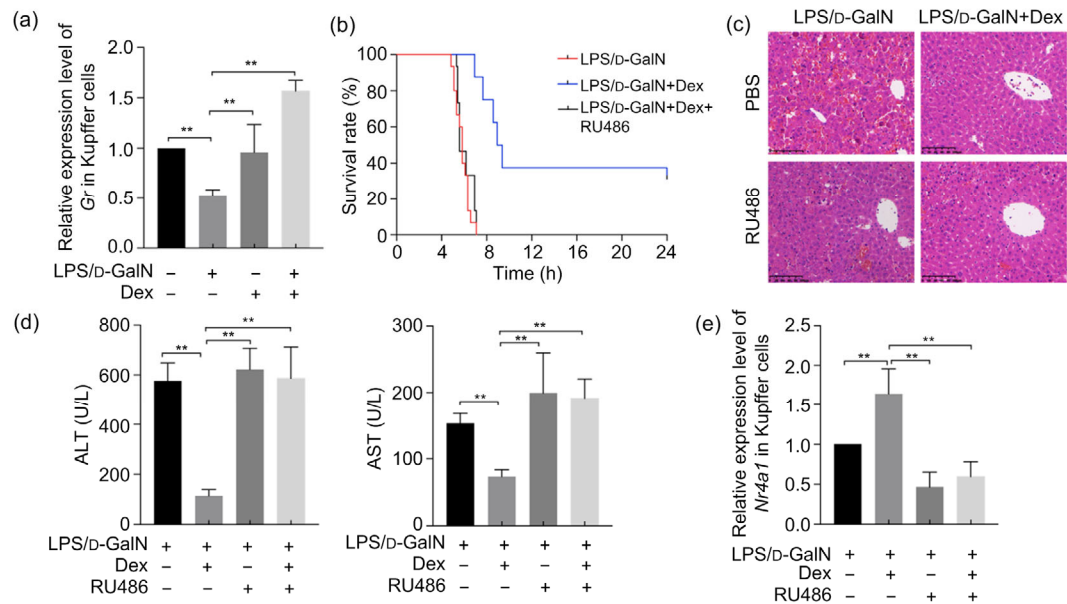 (a)
Relative expression level of
Gr in Kupffer cells
2.0
1.5
1.0
0.5
0.0
**
**
**
LPS/D-GalN – + – +
Dex – – + +
(b)
Survival rate (%)
100
80
60
40
20
0
0 4 8 12 16 20 24
Time (h)
LPS/D-GalN
LPS/D-GalN+Dex
LPS/D-GalN+Dex+
RU486
(c)
LPS/D-GalN LPS/D-GalN+Dex
PBS
RU486
(d)
ALT (U/L)
800
600
400
200
0
**
**
**
LPS/D-GalN + + + +
Dex – + – +
RU486 – – + +
AST (U/L)
300
200
100
0
**
**
**
LPS/D-GalN + + + +
Dex – + – +
RU486 – – + +
(e)
Relative expression level of
Nr4a1 in Kupffer cells
2.5
2.0
1.5
1.0
0.5
0.0
**
**
**
LPS/D-GalN + + + +
Dex – + – +
RU486 – – + +